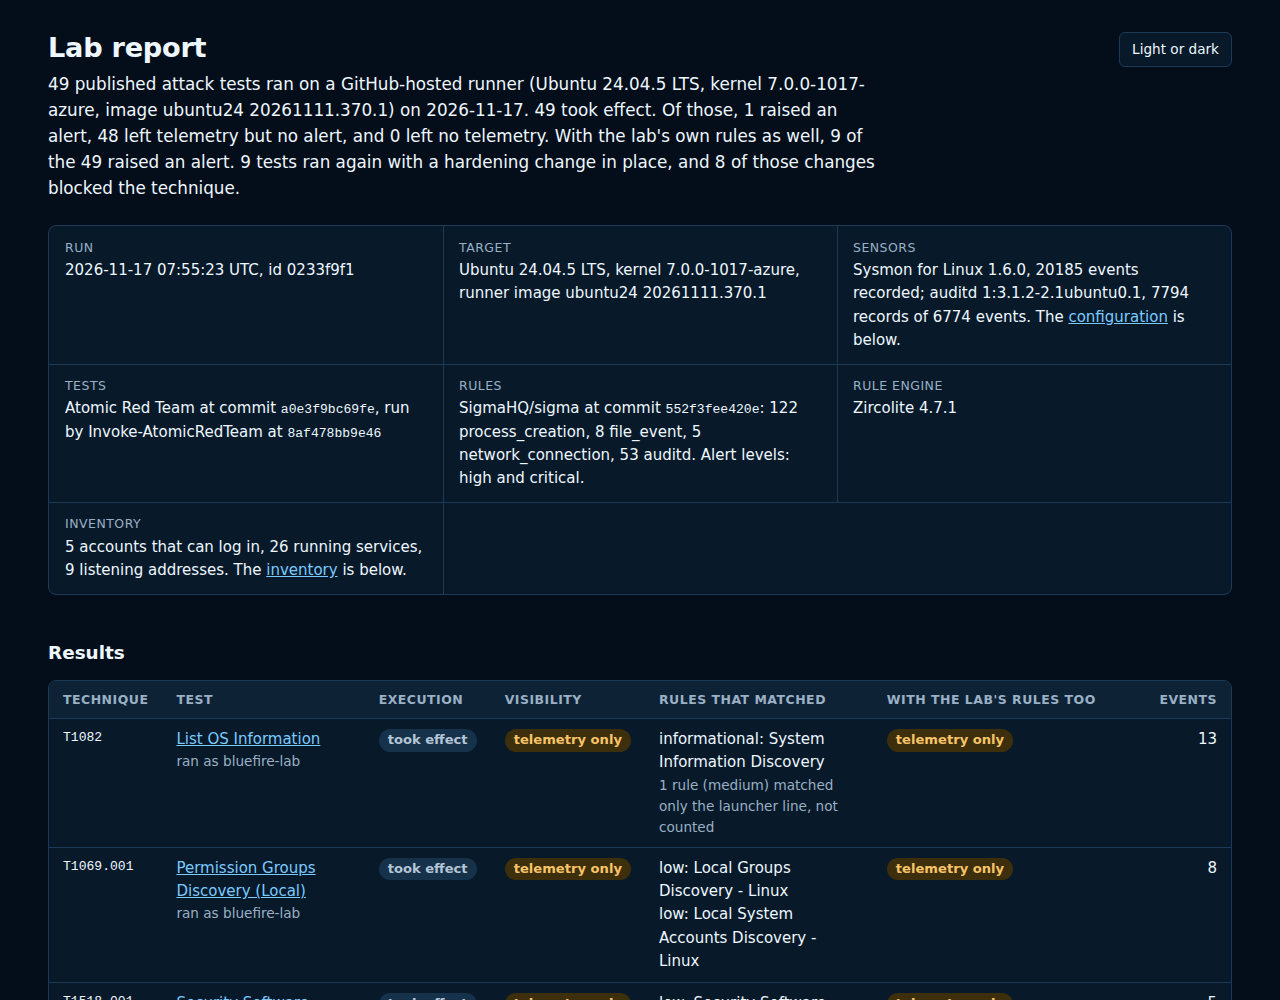 Lab report
Light or dark
49 published attack tests ran on a GitHub-hosted runner (Ubuntu 24.04.5 LTS, kernel 7.0.0-1017-
azure, image ubuntu24 20261111.370.1) on 2026-11-17. 49 took effect. Of those, 1 raised an
alert, 48 left telemetry but no alert, and 0 left no telemetry. With the lab's own rules as well, 9 of
the 49 raised an alert. 9 tests ran again with a hardening change in place, and 8 of those changes
blocked the technique.
RUN
2026-11-17 07:55:23 UTC, id 0233f9f1
TARGET
Ubuntu 24.04.5 LTS, kernel 7.0.0-1017-azure,
runner image ubuntu24 20261111.370.1
SENSORS
Sysmon for Linux 1.6.0, 20185 events
recorded; auditd 1:3.1.2-2.1ubuntu0.1, 7794
records of 6774 events. The configuration is
below.
TESTS
Atomic Red Team at commit a0e3f9bc69fe, run
by Invoke-AtomicRedTeam at 8af478bb9e46
RULES
SigmaHQ/sigma at commit 552f3fee420e: 122
process_creation, 8 file_event, 5
network_connection, 53 auditd. Alert levels:
high and critical.
RULE ENGINE
Zircolite 4.7.1
INVENTORY
5 accounts that can log in, 26 running services,
9 listening addresses. The inventory is below.
Results
TECHNIQUE TEST EXECUTION VISIBILITY RULES THAT MATCHED WITH THE LAB'S RULES TOO EVENTS
T1082 List OS Information took effect telemetry only informational: System telemetry only 13
ran as bluefire-lab Information Discovery
1 rule (medium) matched
only the launcher line, not
counted
T1069.001 Permission Groups took effect telemetry only low: Local Groups telemetry only 8
Discovery (Local) Discovery - Linux
ran as bluefire-lab low: Local System
Accounts Discovery -
Linux
T1518.001 Security Software took effect telemetry only low: Security Software telemetry only 5